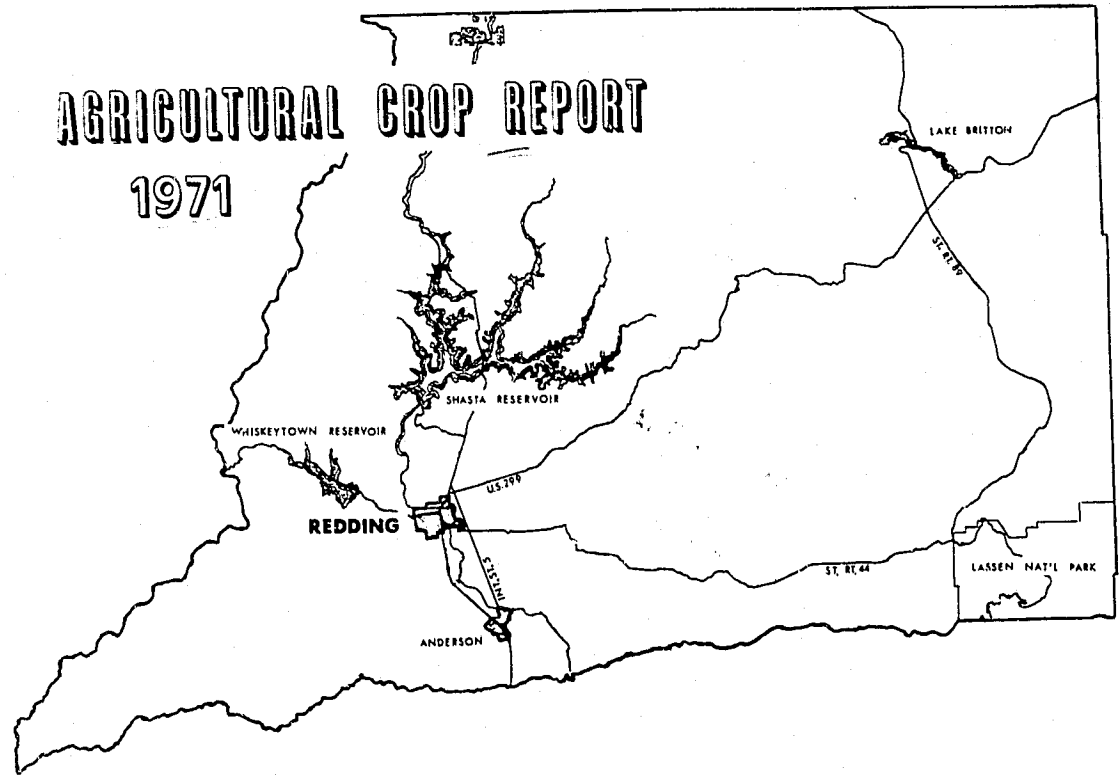 AGRICULTURAL CROP REPORT
1971
LAKE BRITTON
ST. RT. 89
SHASTA RESERVOIR
WHISKEYTOWN RESERVOIR
U.S.299
REDDING
INT.ST.5
ST. RT. 44
LASSEN NAT'L PARK
ANDERSON